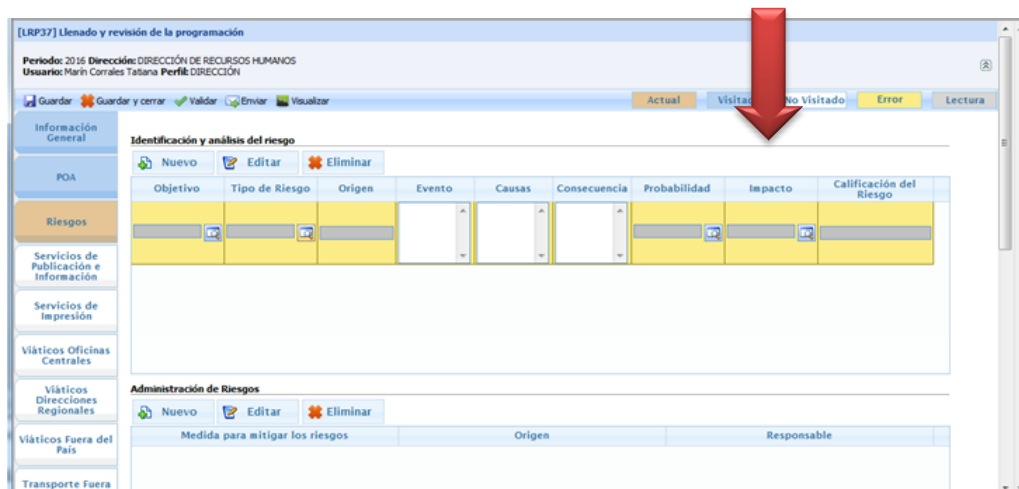 [LRP37] Llenado y revisión de la programación
Periodo: 2016 Dirección: DIRECCIÓN DE RECURSOS HUMANOS
Usuario: Marín Corrales Tatiana Perfil: DIRECCIÓN
Guardar Guardar y cerrar Validar Enviar Visualizar
Actual Visitado No Visitado Error Lectura
Información
General
POA
Riesgos
Servicios de
Publicación e
Información
Servicios de
Impresión
Viáticos Oficinas
Centrales
Viáticos
Direcciones
Regionales
Viáticos Fuera del
País
Transporte Fuera
Identificación y análisis del riesgo
Nuevo Editar Eliminar
Objetivo Tipo de Riesgo Origen Evento Causas Consecuencia Probabilidad Impacto Calificación del
Riesgo
Administración de Riesgos
Nuevo Editar Eliminar
Medida para mitigar los riesgos Origen Responsable